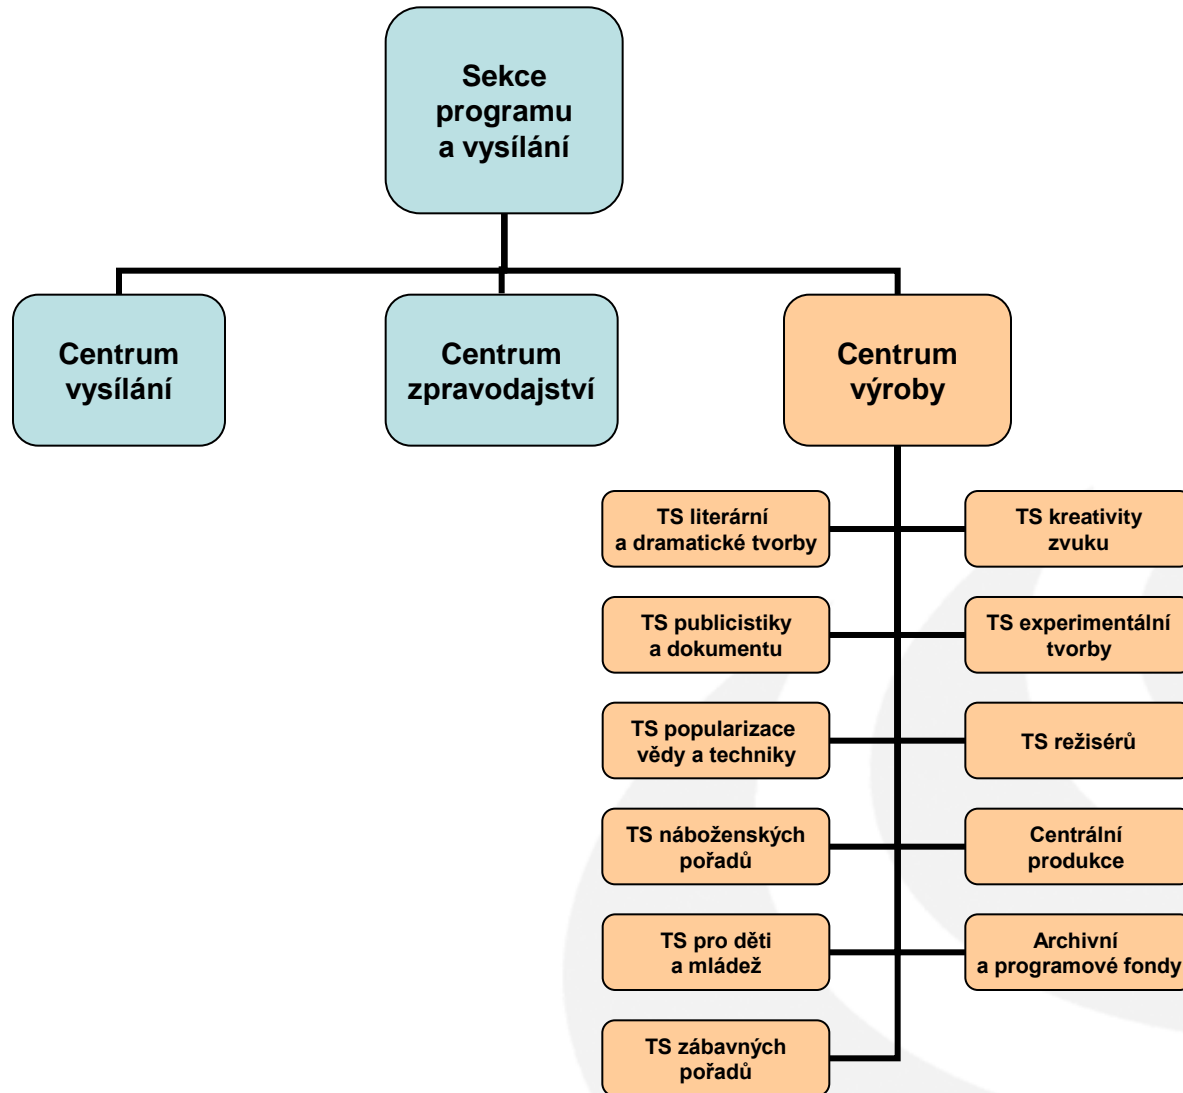 Sekce
programu
a vysílání
Centrum
vysílání
Centrum
zpravodajství
Centrum
výroby
TS literární
a dramatické tvorby
TS kreativity
zvuku
TS publicistiky
a dokumentu
TS experimentální
tvorby
TS popularizace
vědy a techniky
TS režisérů
TS náboženských
pořadů
Centrální
produkce
TS pro děti
a mládež
Archivní
a programové fondy
TS zábavných
pořadů